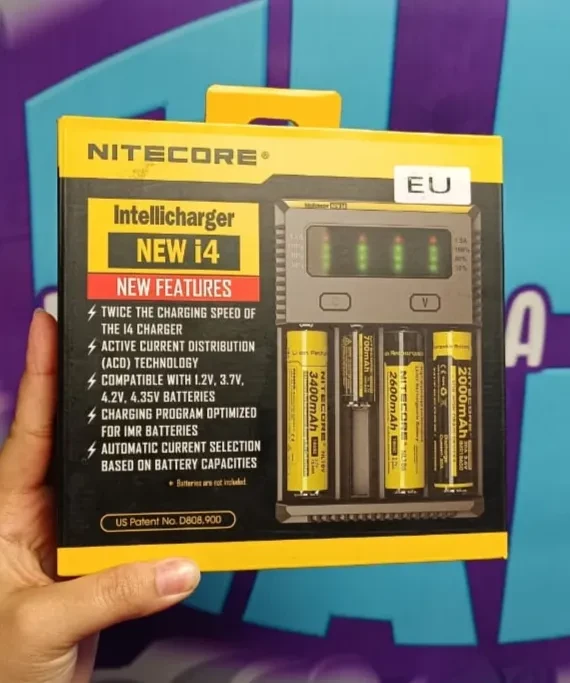 NITECORE®
EU
Intellicharger
NEW i4
NEW FEATURES
TWICE THE CHARGING SPEED OF
THE I4 CHARGER
ACTIVE CURRENT DISTRIBUTION
(ACD) TECHNOLOGY
COMPATIBLE WITH 1.2V, 3.7V,
4.2V, 4.35V BATTERIES
CHARGING PROGRAM OPTIMIZED
FOR IMR BATTERIES
AUTOMATIC CURRENT SELECTION
BASED ON BATTERY CAPACITIES
* Batteries are not included.
US Patent No. D808,900
C
V
NITECORE
3400mAh
700mAh
NITECORE
2600mAh
2000mAh
A